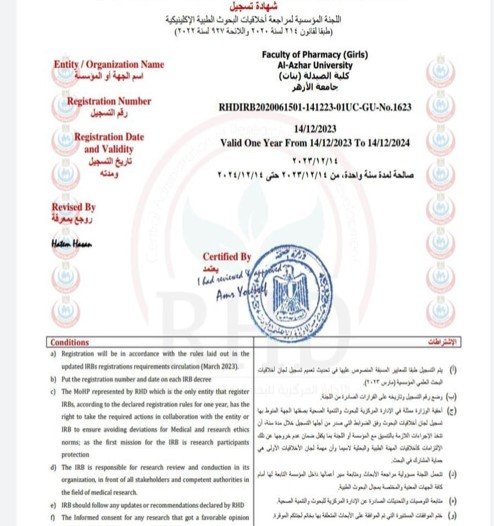 شهادة تسجيل
اللجنة المؤسسية لمراجعة أخلاقيات البحوث الطبية الإكلينيكية
(طبقا لقانون ٢١٤ لسنة ٢٠٢٠ واللائحة ٩٢٧ لسنة ٢٠٢٢)
Entity / Organization Name
اسم الجهة أو المؤسسة
Faculty of Pharmacy (Girls)
Al-Azhar University
كلية الصيدلة (بنات)
جامعة الأزهر
Registration Number
رقم التسجيل
RHDIRB2020061501-141223-01UC-GU-No.1623
Registration Date
and Validity
تاريخ التسجيل
ومدته
14/12/2023
Valid One Year From 14/12/2023 To 14/12/2024
٢٠٢٣/١٢/١٤
صالحة لمدة سنة واحدة، من ٢٠٢٣/١٢/١٤ حتى ٢٠٢٤/١٢/١٤
Revised By
روجع بمعرفة
Hatem Hasan
Certified By
يعتمد
I had reviewed & approved
Amr Youssef
RHD
Conditions
a) Registration will be in accordance with the rules laid out in the
updated IRBs registrations requirements circulation (March 2023).
b) Put the registration number and date on each IRB decree
c) The MoHP represented by RHD which is the only entity that register
IRBs, according to the declared registration rules for one year, has the
right to take the required actions in collaboration with the entity or
IRB to ensure avoiding deviations for Medical and Research ethics
norms; as the first mission for the IRB is research participants
protection
d) The IRB is responsible for research review and conduction in its
organization, in front of all stakeholders and competent authorities in
the field of medical research.
e) IRB should follow any updates or recommendations declared by RHD
f) The Informed consent for any research that got a favorable opinion
الإشتراطات
أ) يتم التسجيل طبقا للمعايير المسبقة المنصوص عليها في تحديث تعميم تسجيل لجان أخلاقيات
البحث العلمي المؤسسية (مارس ٢٠٢٣).
ب) وضع رقم التسجيل وتاريخه على القرارات الصادرة من اللجنة
ج) أحقية الوزارة ممثلة في الإدارة المركزية للبحوث والتنمية الصحية بصفتها الجهة المنوط بها
تسجيل لجان أخلاقيات البحوث وفق الضوابط التي صدر من أجلها التسجيل خلال مدة سنة، أن
تتخذ الإجراءات اللازمة بالتنسيق مع المؤسسة أو اللجنة بما يكفل ضمان عدم خروجها عن تلك
الالتزامات لأخلاقيات المهنة الطبية والبحثية لاسيما وأن مهمة لجان الأخلاقيات الأولى هي
حماية المشارك في البحث.
د) تتحمل اللجنة مسؤولية مراجعة الأبحاث ومتابعة سير أعمالها داخل المؤسسة التابعة لها أمام
كافة الجهات المعنية والمختصة بمجال البحوث الطبية.
ه) متابعة التوصيات والتحديثات الصادرة عن الإدارة المركزية للبحوث والتنمية الصحية.
و) ختم الموافقات المستنيرة التي تم الموافقة على الأبحاث المتعلقة بها بخاتم لجنتكم الموقرة.